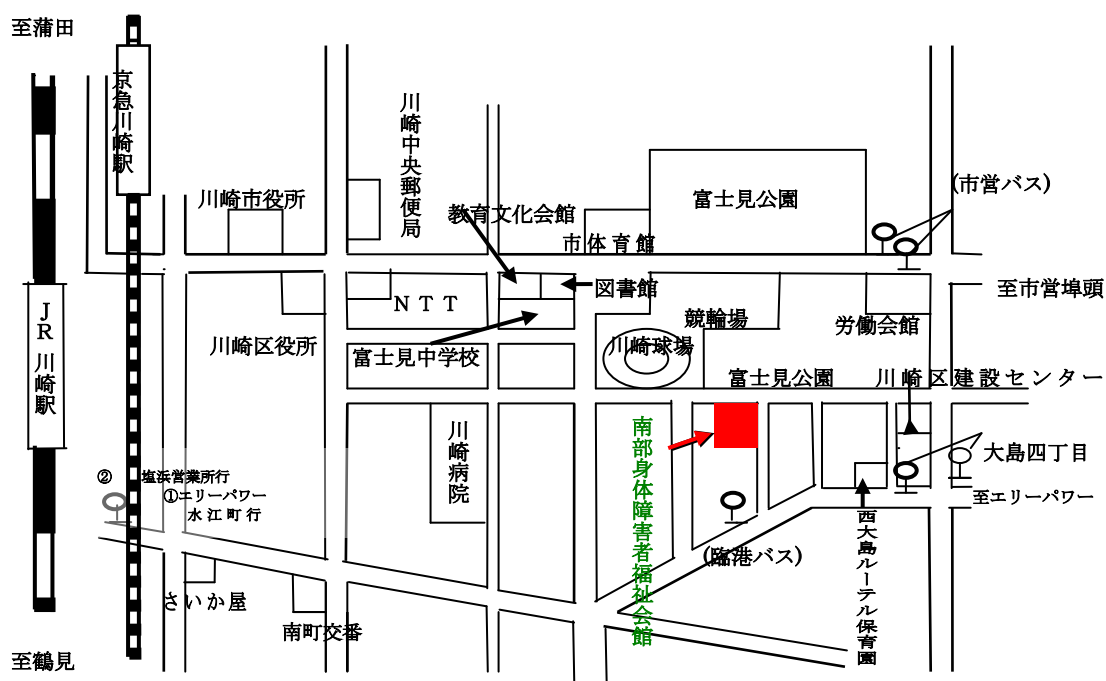 至蒲田
京急川崎駅
川崎中央郵便局
川崎市役所
教育文化会館
市体育館
富士見公園
(市営バス)
至市営埠頭
図書館
NTT
競輪場
労働会館
JR 川崎駅
川崎区役所
富士見中学校
川崎球場
富士見公園
川崎区建設センター
川崎病院
南部身体障害者福祉会館
大島四丁目
② 塩浜営業所行
①エリーパワー
水江町行
至エリーパワー
西大島ルーテル保育園
(臨港バス)
さいか屋
南町交番
至鶴見